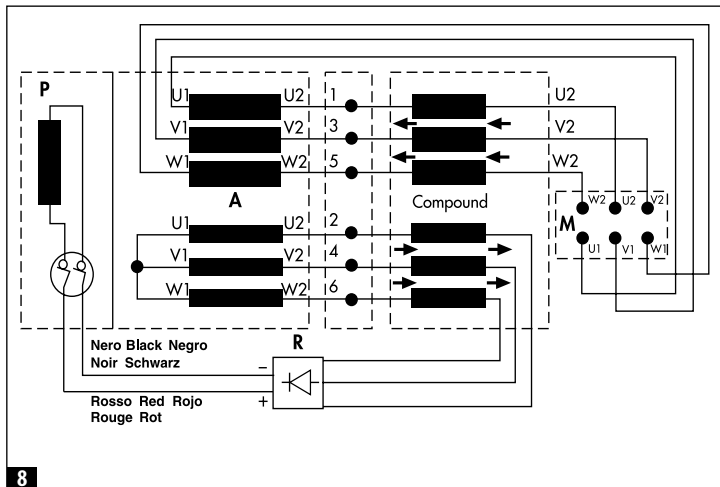 P
U1 U2 1 U2
V1 V2 3 V2
W1 W2 5 W2
A
Compound
W2 U2 V2
M
U1 V1 W1
U1 U2 2
V1 V2 4
W1 W2 6
R
Nero Black Negro
Noir Schwarz
−
Rosso Red Rojo
Rouge Rot
+
8